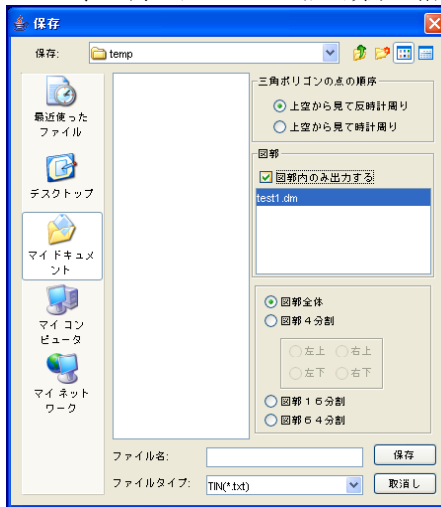 保存
保存:
temp
最近使った
ファイル
デスクトップ
マイ ドキュメ
ント
マイ コン
ピュータ
マイ ネット
ワーク
三角ポリゴンの点の順序
上空から見て反時計周り
上空から見て時計周り
図郭
図郭内のみ出力する
test1.dm
図郭全体
図郭４分割
左上 右上
左下 右下
図郭１６分割
図郭６４分割
ファイル名:
保存
ファイルタイプ:
TIN(*.txt)
取消し